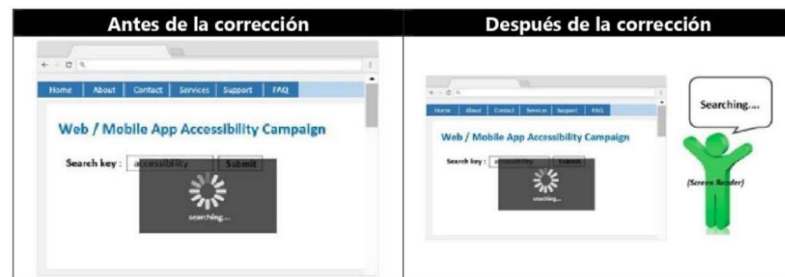 Antes de la corrección
Después de la corrección
Home About Contact Services Support FAQ
Web / Mobile App Accessibility Campaign
Search key : accessibility Submit
searching...
Home About Contact Services Support FAQ
Web / Mobile App Accessibility Campaign
Search key : accessibility Submit
searching...
Searching....
(Screen Reader)